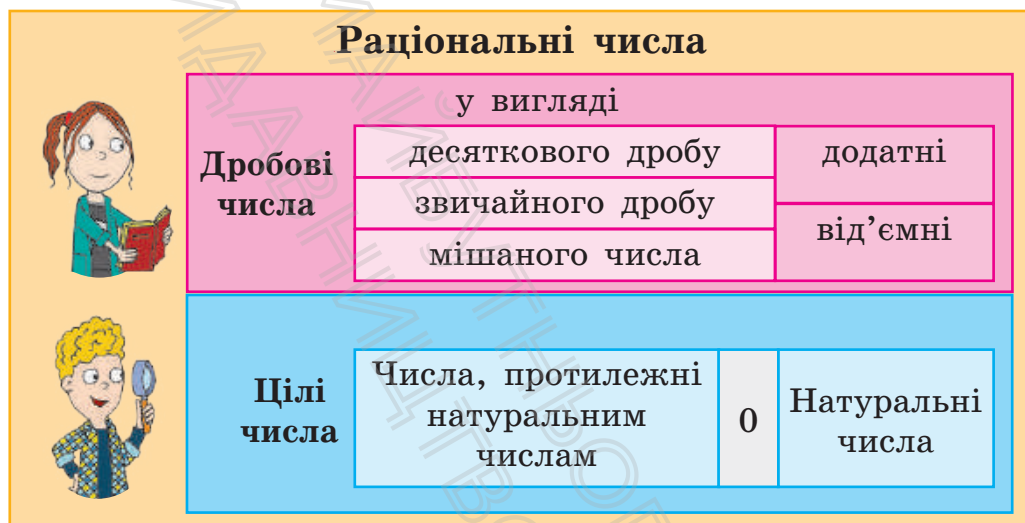 Раціональні числа
у вигляді
Дробові
числа
десяткового дробу
звичайного дробу
мішаного числа
додатні
від’ємні
Цілі
числа
Числа, протилежні
натуральним
числам
0
Натуральні
числа